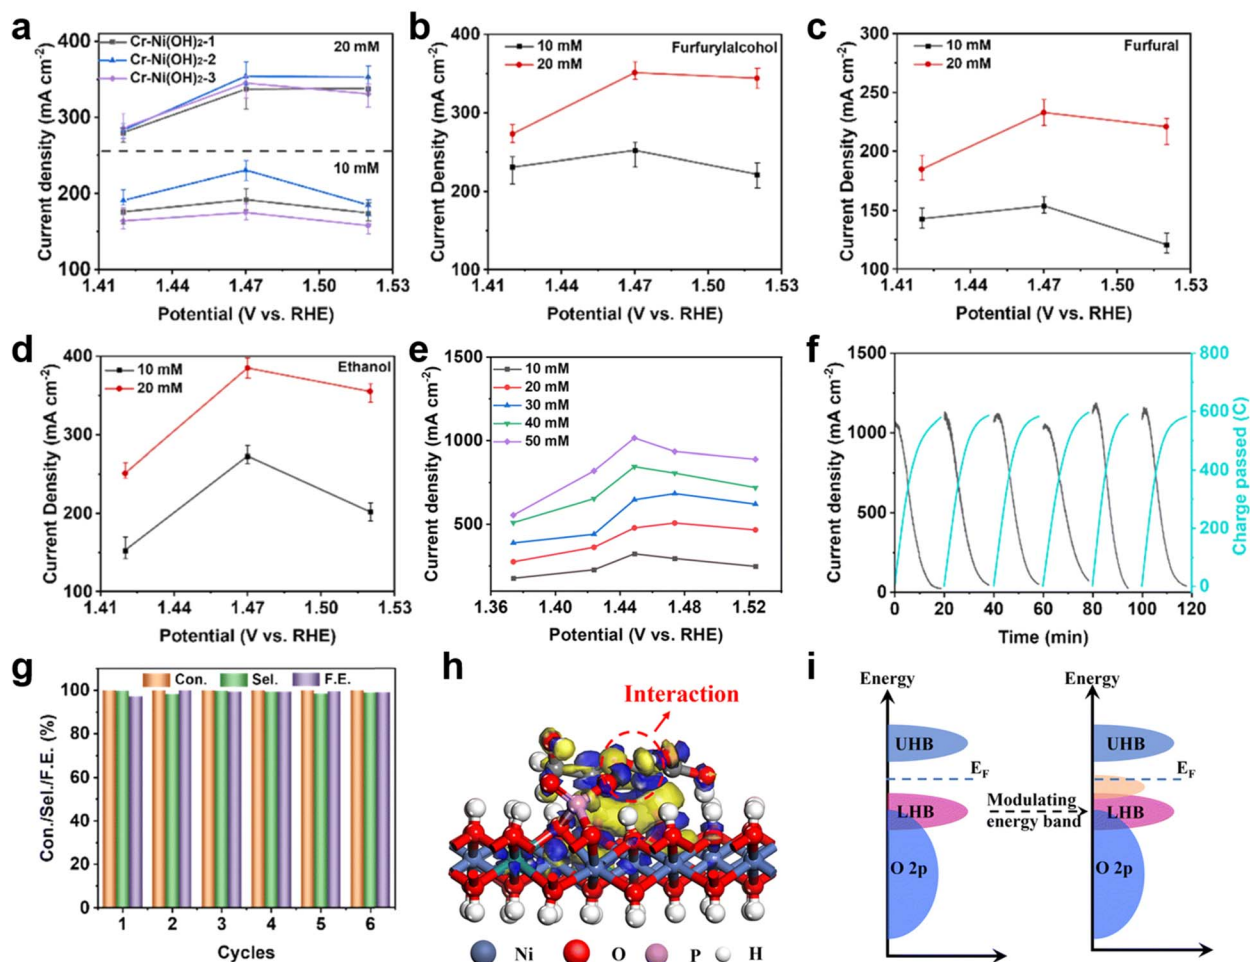 a
Current density (mA cm⁻²)
400
300
200
100
Cr-Ni(OH)₂-1
Cr-Ni(OH)₂-2
Cr-Ni(OH)₂-3
20 mM
10 mM
1.41 1.44 1.47 1.50 1.53
Potential (V vs. RHE)
b
Current density (mA cm⁻²)
400
300
200
100
10 mM
20 mM
Furfurylalcohol
1.41 1.44 1.47 1.50 1.53
Potential (V vs. RHE)
c
Current Density (mA cm⁻²)
300
250
200
150
100
10 mM
20 mM
Furfural
1.41 1.44 1.47 1.50 1.53
Potential (V vs. RHE)
d
Current Density (mA cm⁻²)
400
300
200
100
10 mM
20 mM
Ethanol
1.41 1.44 1.47 1.50 1.53
Potential (V vs. RHE)
e
Current density (mA cm⁻²)
1500
1000
500
10 mM
20 mM
30 mM
40 mM
50 mM
1.36 1.40 1.44 1.48 1.52
Potential (V vs. RHE)
f
Current density (mA cm⁻²)
1500
1000
500
0
800
600
400
200
0
Charge passed (C)
0 20 40 60 80 100 120
Time (min)
g
Con./Sel./F.E. (%)
100
80
60
40
20
0
Con. Sel. F.E.
1 2 3 4 5 6
Cycles
h
Interaction
Ni O P H
i
Energy
UHB
E_F
LHB
O 2p
Modulating
energy band
Energy
UHB
E_F
LHB
O 2p